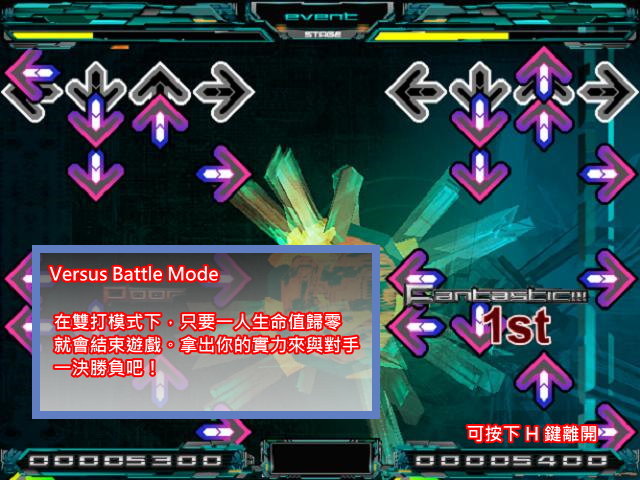 event
STAGE
Versus Battle Mode
Poor
Fantastic!!!
1st
在雙打模式下，只要一人生命值歸零
就會結束遊戲。拿出你的實力來與對手
一決勝負吧！
可按下 H 鍵離開
00005300
00005400